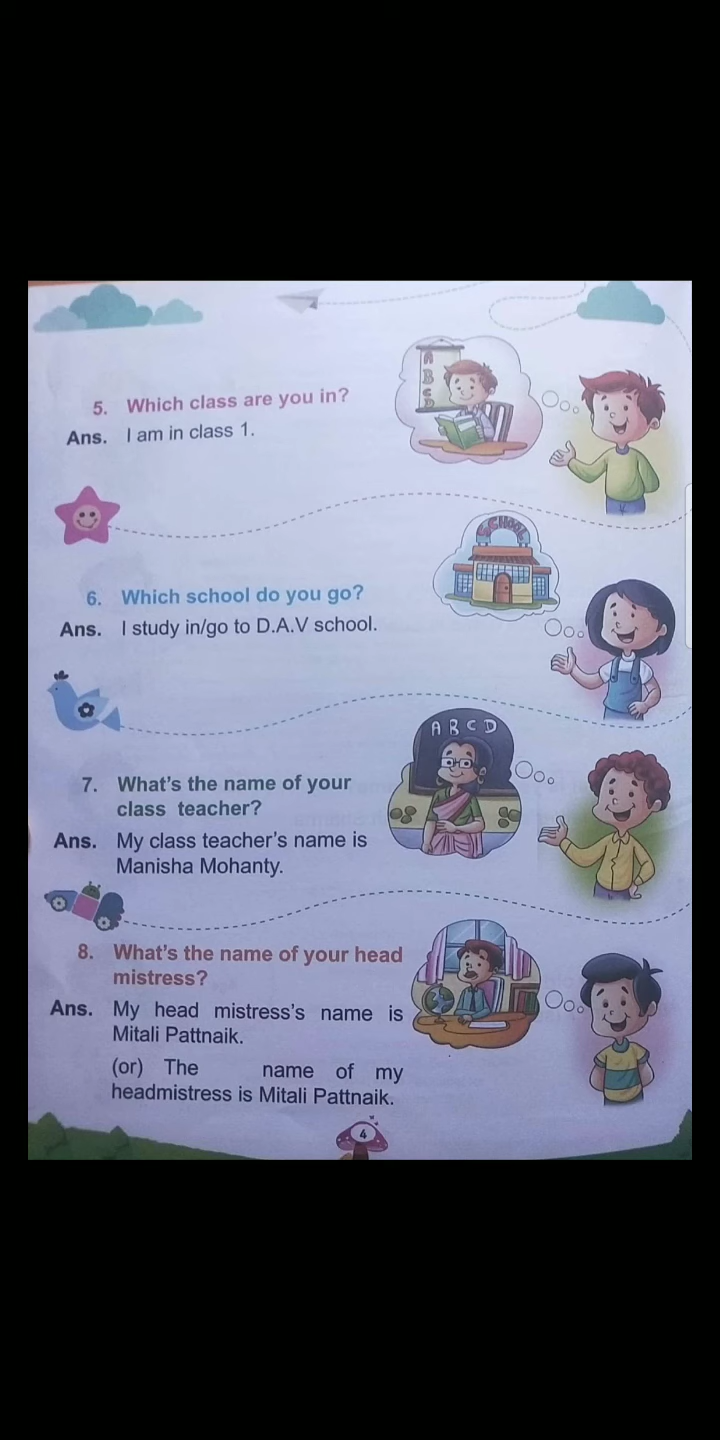 A
B
C
D
5. Which class are you in?
Ans. I am in class 1.
SCHOOL
6. Which school do you go?
Ans. I study in/go to D.A.V school.
A B C D
7. What's the name of your
class teacher?
Ans. My class teacher's name is
Manisha Mohanty.
8. What's the name of your head
mistress?
Ans. My head mistress's name is
Mitali Pattnaik.
(or) The name of my
headmistress is Mitali Pattnaik.
4